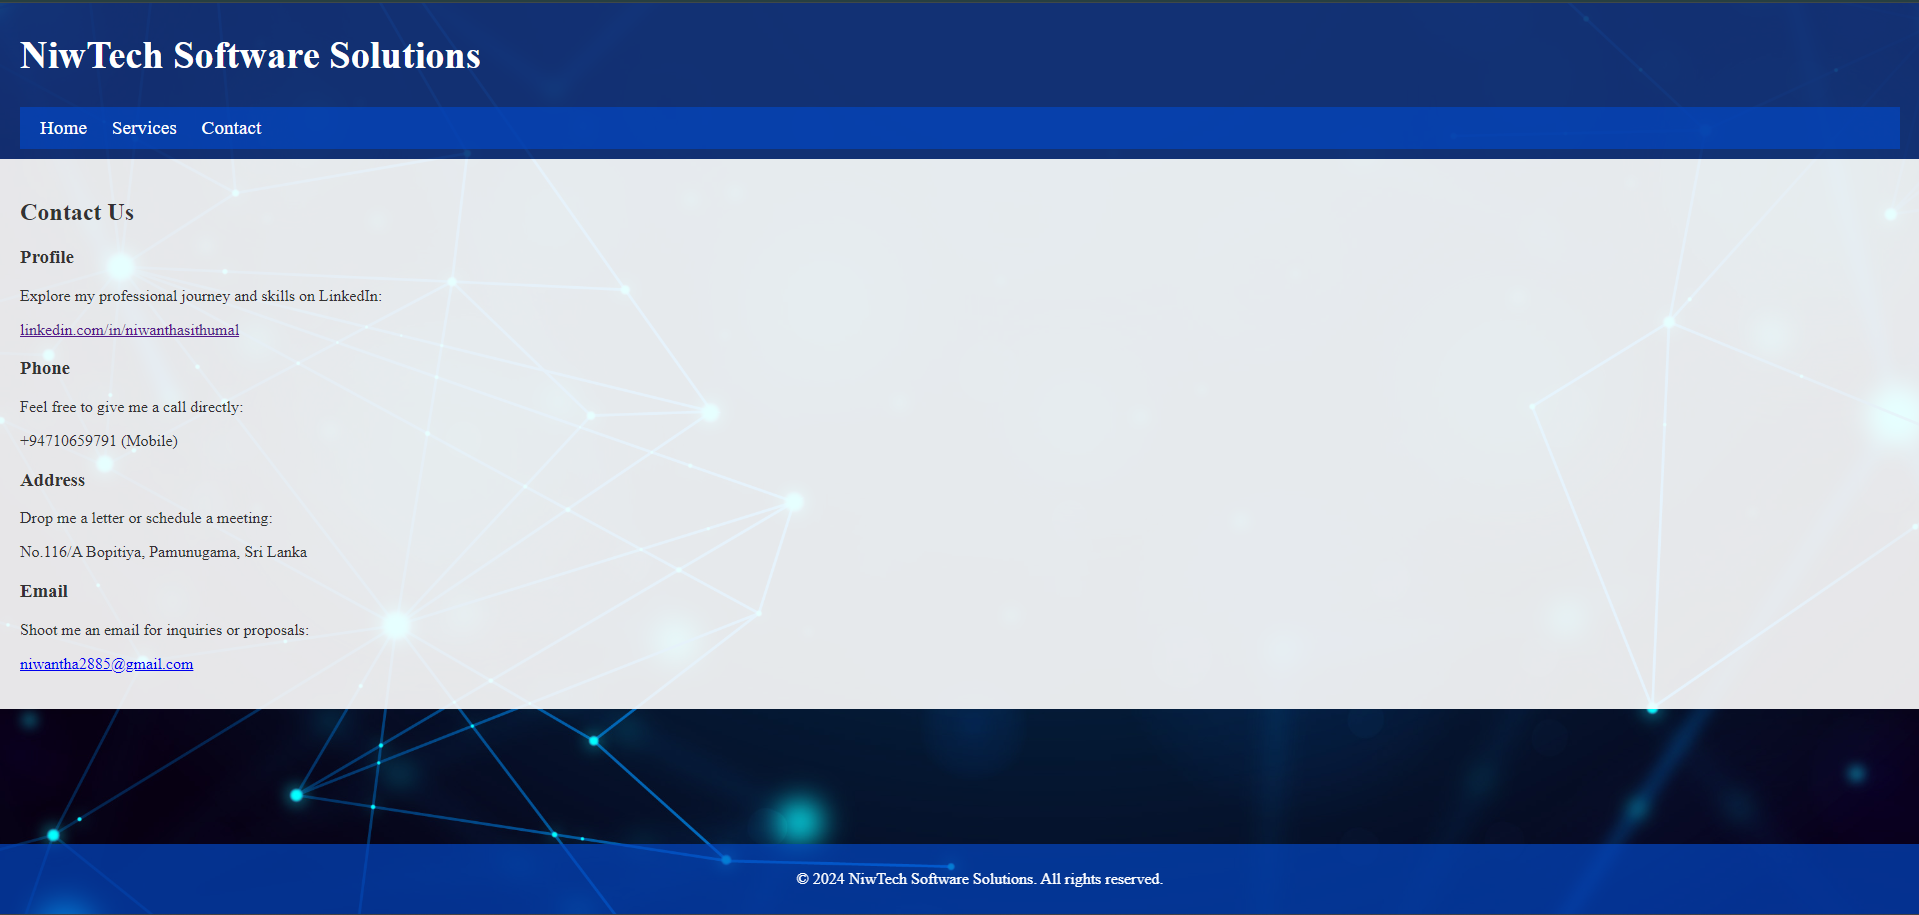 NiwTech Software Solutions
Home Services Contact
Contact Us
Profile
Explore my professional journey and skills on LinkedIn:
linkedin.com/in/niwanthasithumal
Phone
Feel free to give me a call directly:
+94710659791 (Mobile)
Address
Drop me a letter or schedule a meeting:
No.116/A Bopitiya, Pamunugama, Sri Lanka
Email
Shoot me an email for inquiries or proposals:
niwantha2885@gmail.com
© 2024 NiwTech Software Solutions. All rights reserved.